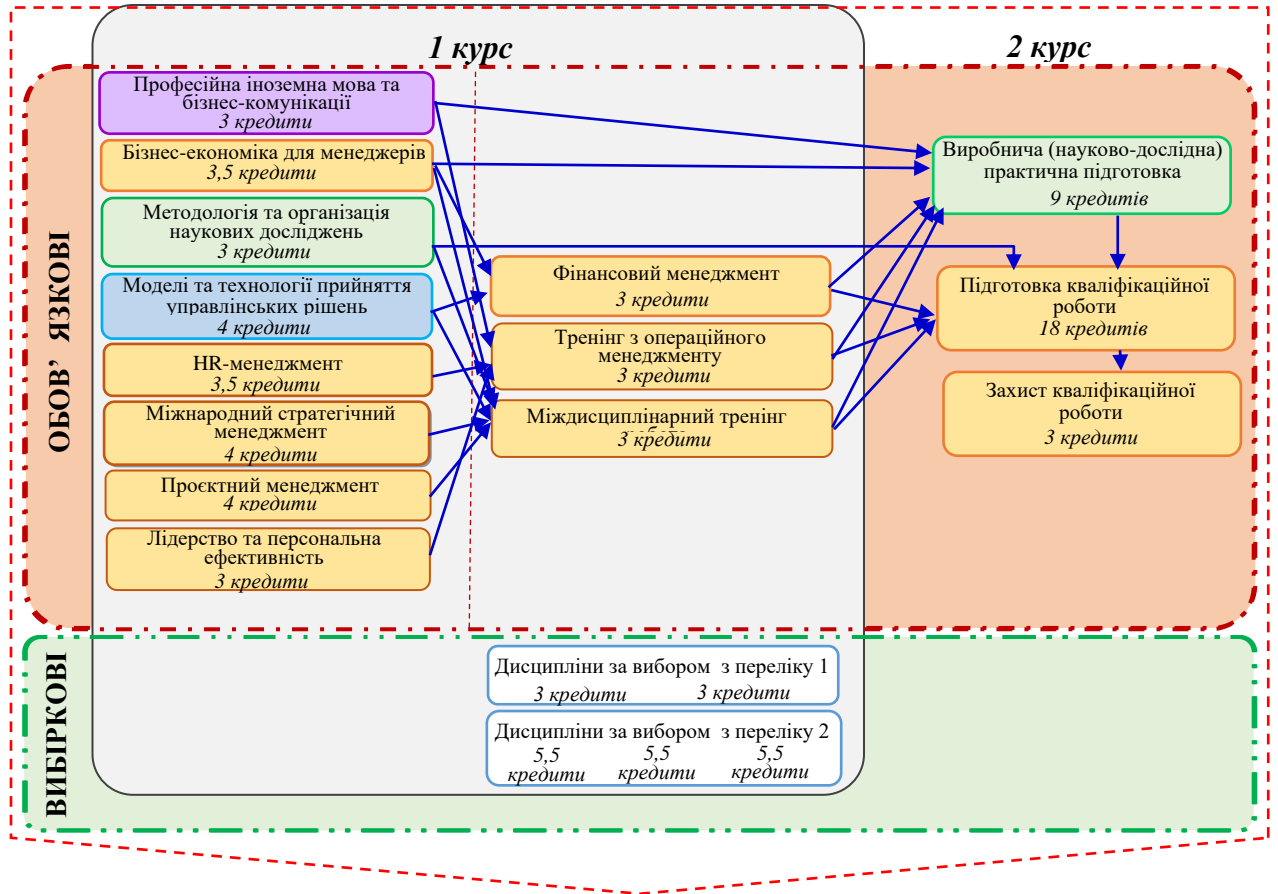 1 курс
2 курс
ОБОВ’ ЯЗКОВІ
Професійна іноземна мова та
бізнес-комунікації
3 кредити
Бізнес-економіка для менеджерів
3,5 кредити
Методологія та організація
наукових досліджень
3 кредити
Моделі та технології прийняття
управлінських рішень
4 кредити
HR-менеджмент
3,5 кредити
Міжнародний стратегічний
менеджмент
4 кредити
Проєктний менеджмент
4 кредити
Лідерство та персональна
ефективність
3 кредити
Фінансовий менеджмент
3 кредити
Тренінг з операційного
менеджменту
3 кредити
Міждисциплінарний тренінг
3 кредити
Виробнича (науково-дослідна)
практична підготовка
9 кредитів
Підготовка кваліфікаційної
роботи
18 кредитів
Захист кваліфікаційної
роботи
3 кредити
ВИБІРКОВІ
Дисципліни за вибором з переліку 1
3 кредити 3 кредити
Дисципліни за вибором з переліку 2
5,5 5,5 5,5
кредити кредити кредити